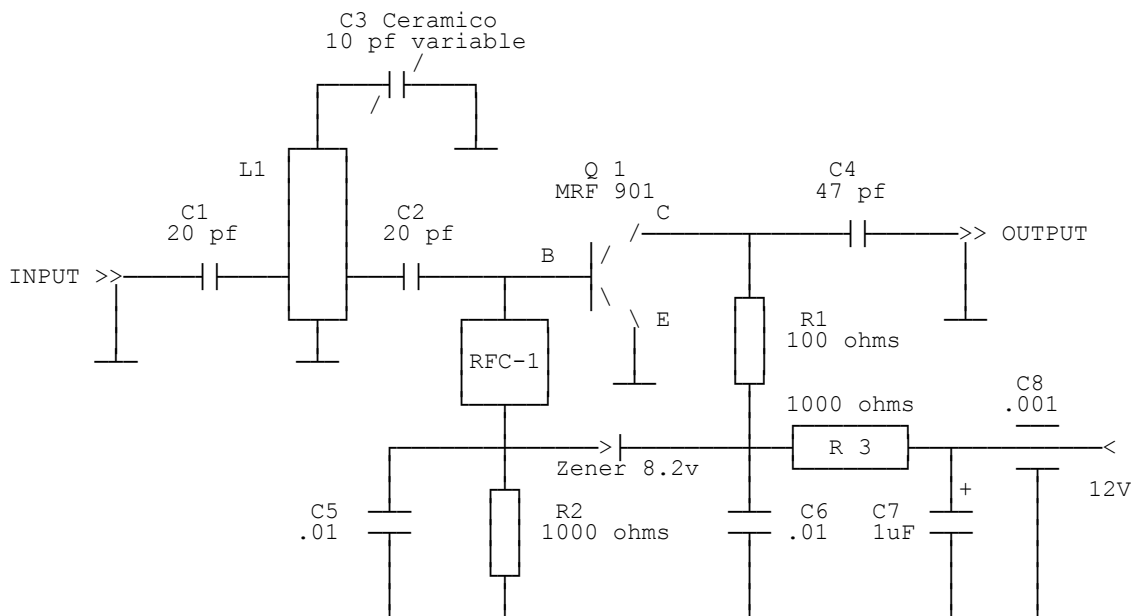 C3 Ceramico
10 pf variable
L1
Q 1
MRF 901
C4
47 pf
C1
20 pf
C2
20 pf
C
B
E
INPUT >>
>> OUTPUT
R1
100 ohms
RFC-1
1000 ohms
R 3
C8
.001
Zener 8.2v
<
12V
C5
.01
R2
1000 ohms
C6
.01
C7
1uF
+